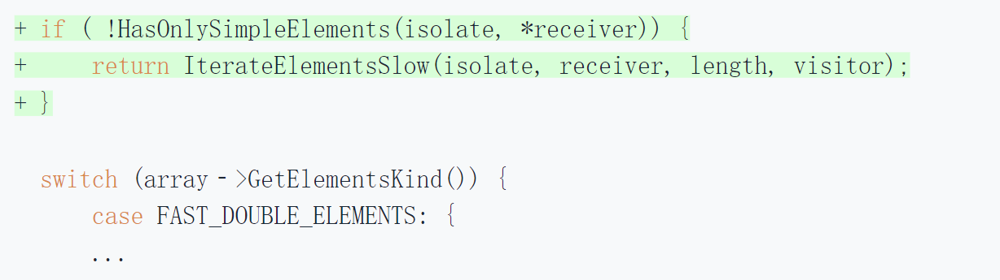 + if ( !HasOnlySimpleElements(isolate, *receiver)) {
+     return IterateElementsSlow(isolate, receiver, length, visitor);
+ }
  switch (array ->GetElementsKind()) {
      case FAST_DOUBLE_ELEMENTS: {
      ...